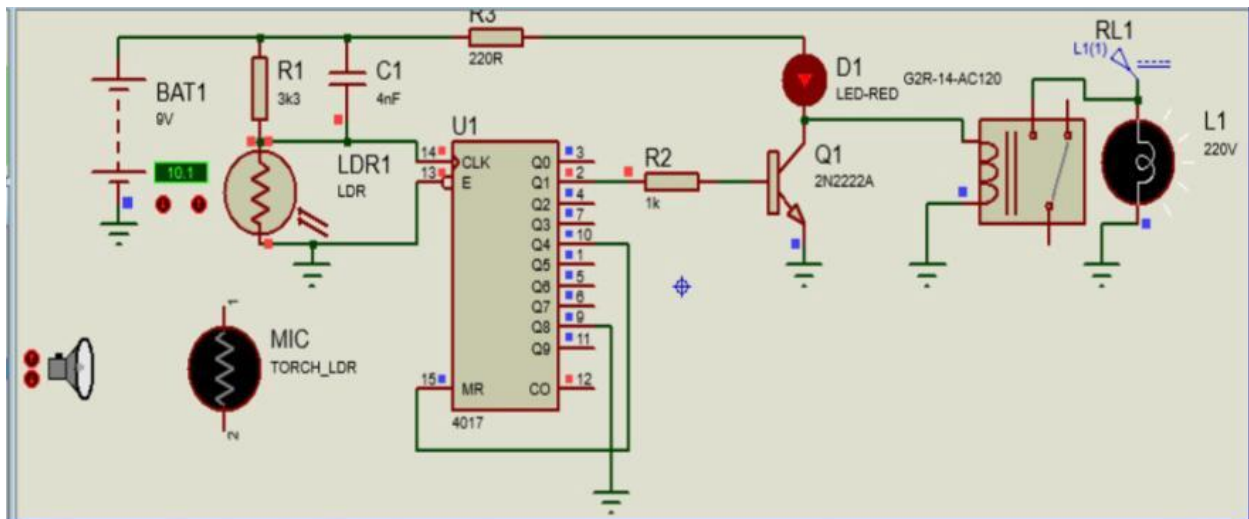 R3
220R
RL1
L1(1)
BAT1
9V
R1
3k3
C1
4nF
D1
LED-RED
G2R-14-AC120
U1
10.1
LDR1
LDR
14
CLK
13
E
Q0
3
Q1
2
Q2
4
Q3
7
Q4
10
Q5
1
Q6
5
Q7
6
Q8
9
Q9
11
15
MR
CO
12
4017
R2
1k
Q1
2N2222A
L1
220V
1
MIC
TORCH_LDR
2